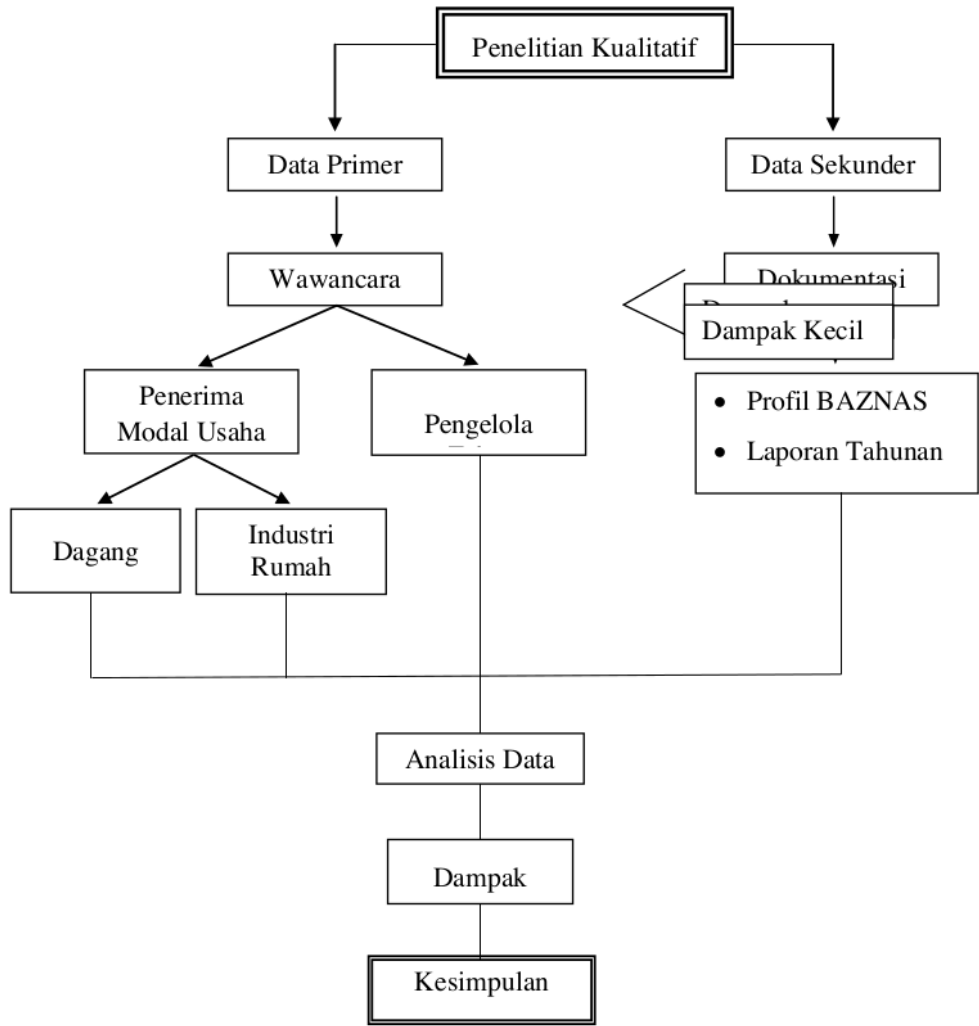 Penelitian Kualitatif
Data Primer
Data Sekunder
Wawancara
Dokumentasi
Dampak Kecil
Penerima
Modal Usaha
Pengelola
• Profil BAZNAS
• Laporan Tahunan
Dagang
Industri
Rumah
Analisis Data
Dampak
Kesimpulan